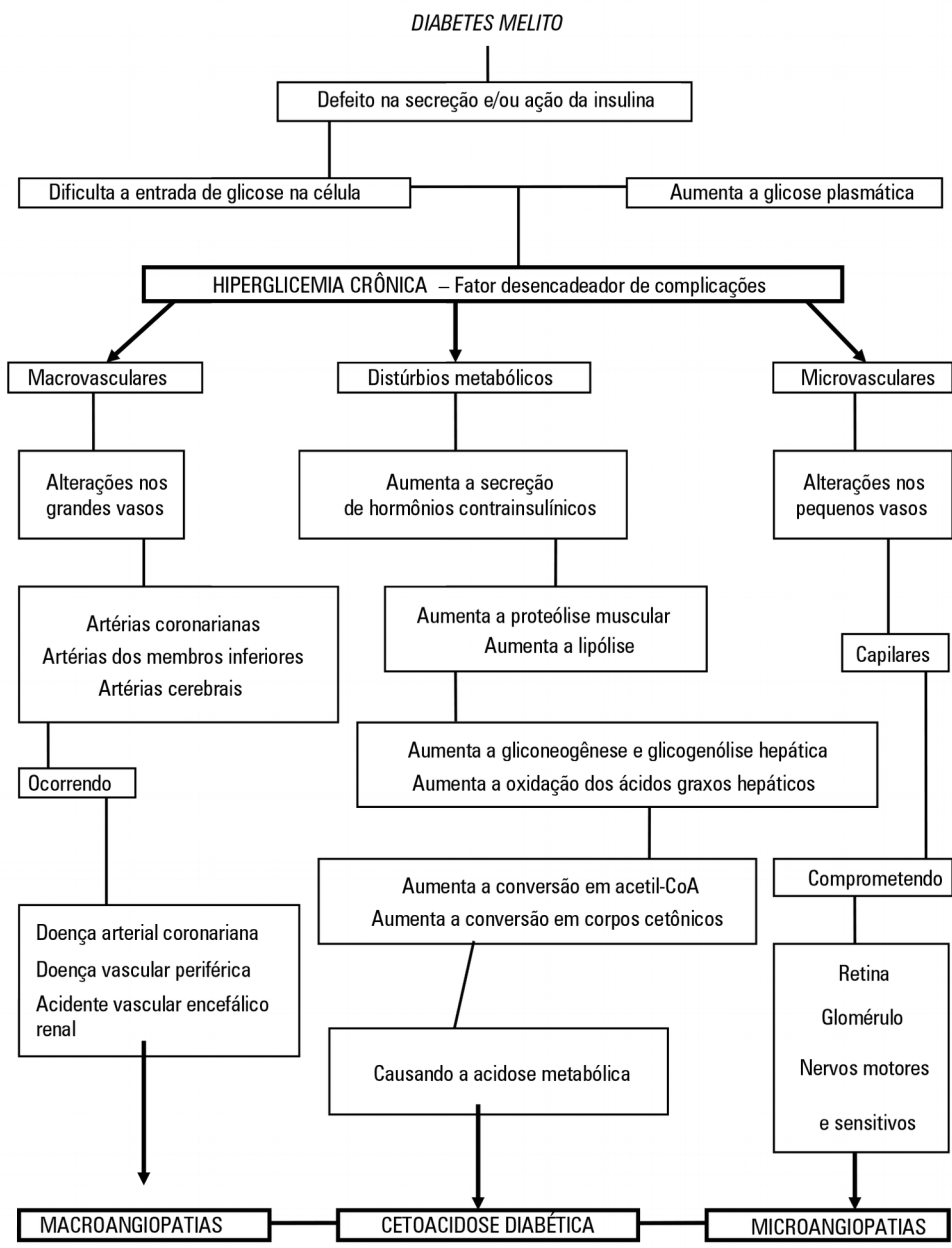 DIABETES MELITO
Defeito na secreção e/ou ação da insulina
Dificulta a entrada de glicose na célula
Aumenta a glicose plasmática
HIPERGLICEMIA CRÔNICA – Fator desencadeador de complicações
Macrovasculares
Distúrbios metabólicos
Microvasculares
Alterações nos
grandes vasos
Aumenta a secreção
de hormônios contrainsulínicos
Alterações nos
pequenos vasos
Artérias coronarianas
Artérias dos membros inferiores
Artérias cerebrais
Aumenta a proteólise muscular
Aumenta a lipólise
Capilares
Aumenta a gliconeogênese e glicogenólise hepática
Aumenta a oxidação dos ácidos graxos hepáticos
Ocorrendo
Aumenta a conversão em acetil-CoA
Aumenta a conversão em corpos cetônicos
Comprometendo
Doença arterial coronariana
Doença vascular periférica
Acidente vascular encefálico
renal
Retina
Glomérulo
Nervos motores
e sensitivos
Causando a acidose metabólica
MACROANGIOPATIAS
CETOACIDOSE DIABÉTICA
MICROANGIOPATIAS